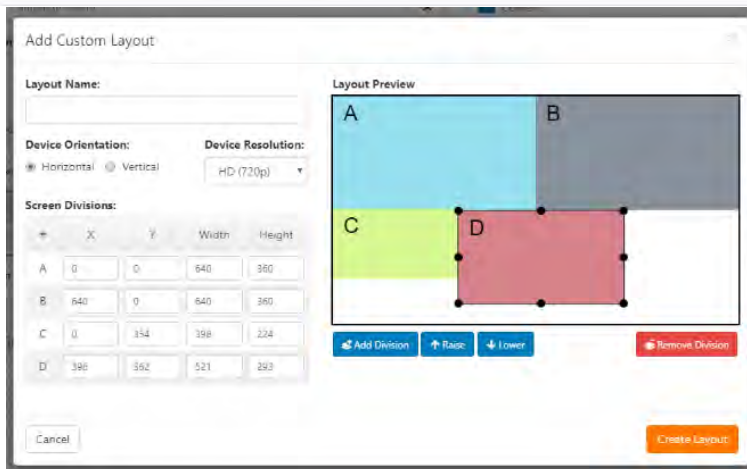 Add Custom Layout
Layout Name:
Device Orientation:
Device Resolution:
Horizontal Vertical
HD (720p)
Screen Divisions:
# X Y Width Height
A 0 0 640 360
B 640 0 640 360
C 0 354 398 224
D 398 362 521 293
Layout Preview
A B
C D
Add Division Raise Lower Remove Division
Cancel Create Layout